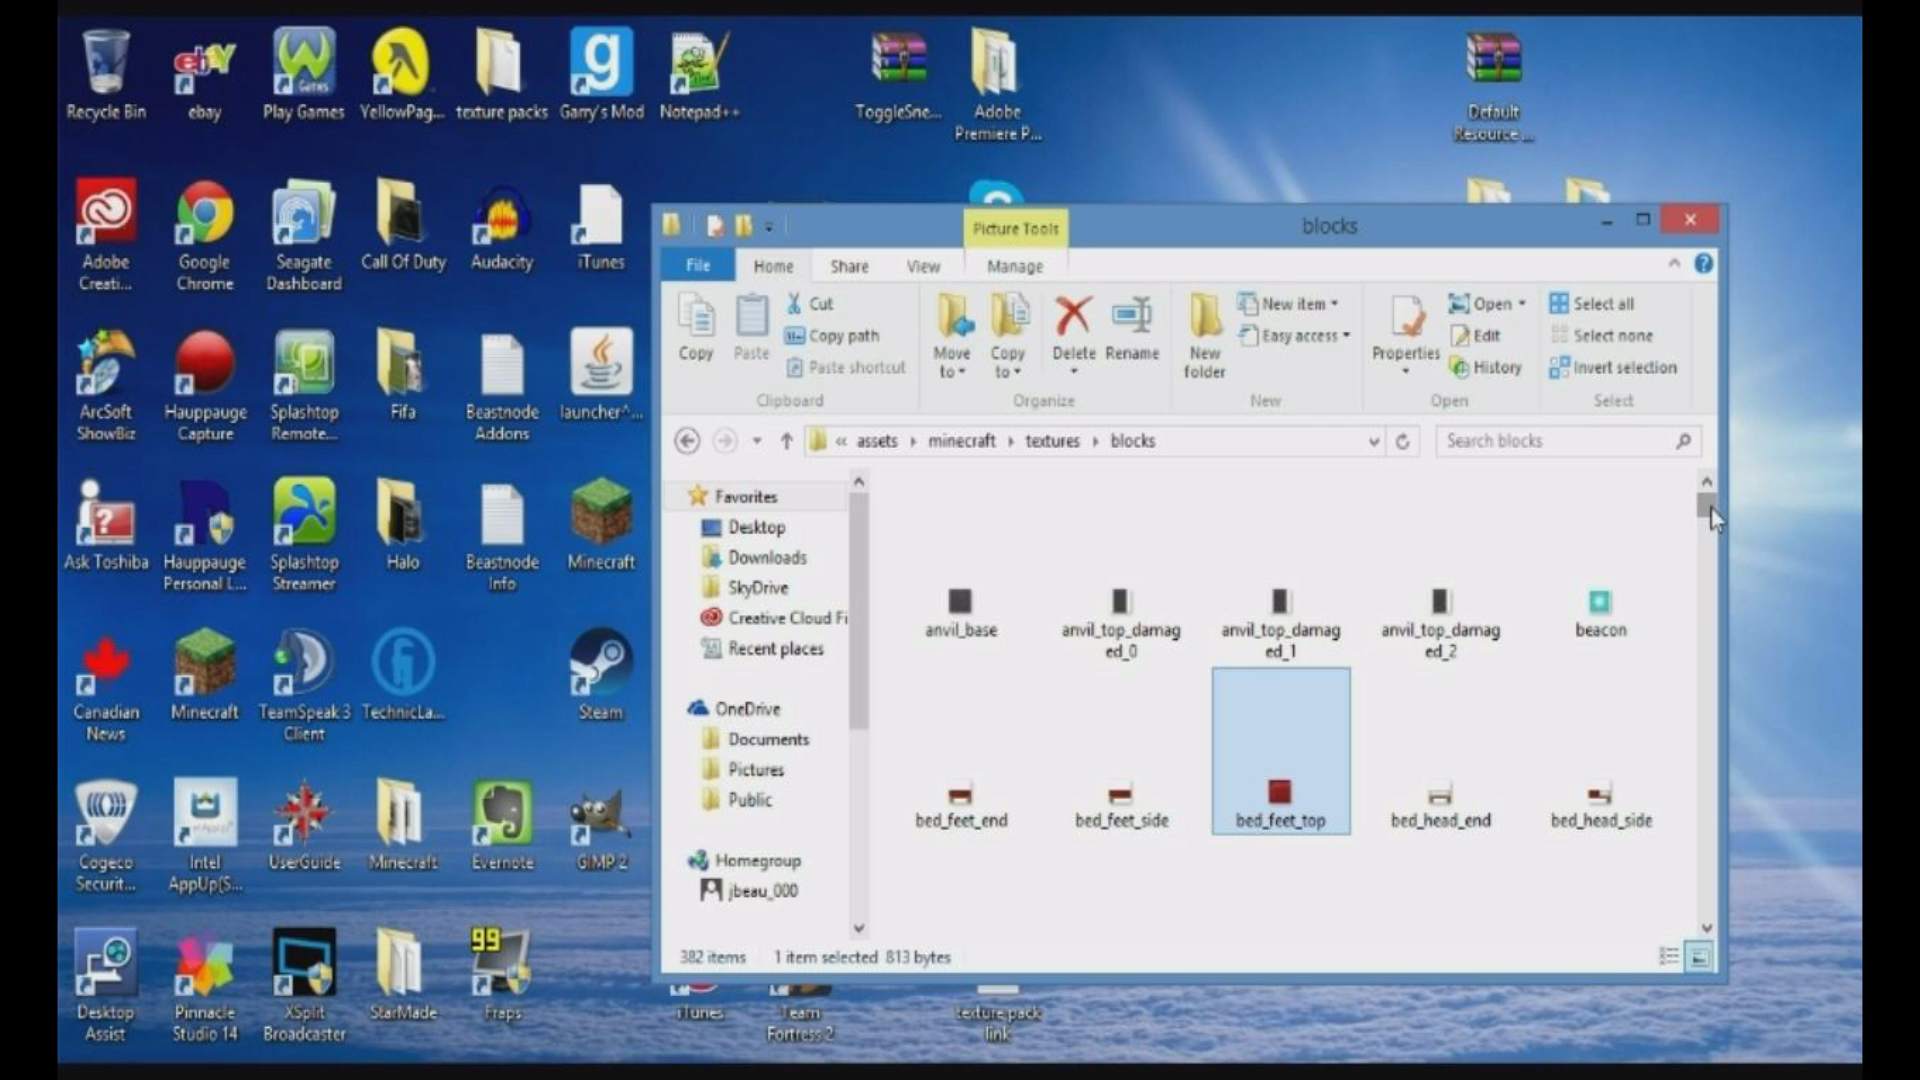 Recycle Bin
ebay
Play Games
YellowPag...
texture packs
Garry's Mod
Notepad++
ToggleSne...
Adobe
Premiere P...
Default
Resource ...
Adobe
Creati...
Google
Chrome
Seagate
Dashboard
Call Of Duty
Audacity
iTunes
ArcSoft
ShowBiz
Hauppauge
Capture
Splashtop
Remote...
Fifa
Beastnode
Addons
launcher^...
Ask Toshiba
Hauppauge
Personal L...
Splashtop
Streamer
Halo
Beastnode
Info
Minecraft
Canadian
News
Minecraft
TeamSpeak 3
Client
TechnicLa...
Steam
Cogeco
Securit...
Intel
AppUp(S...
UserGuide
Minecraft
Evernote
GIMP 2
Desktop
Assist
Pinnacle
Studio 14
XSplit
Broadcaster
StarMade
99
Fraps
iTunes
Team
Fortress 2
texture pack
link
Picture Tools
blocks
File
Home
Share
View
Manage
Copy
Paste
Cut
Copy path
Paste shortcut
Clipboard
Move
to
Copy
to
Delete
Rename
Organize
New
folder
New item
Easy access
New
Properties
Open
Edit
History
Open
Select all
Select none
Invert selection
Select
« assets
minecraft
textures
blocks
Search blocks
Favorites
Desktop
Downloads
SkyDrive
Creative Cloud Fi
Recent places
OneDrive
Documents
Pictures
Public
Homegroup
jbeau_000
anvil_base
anvil_top_damag
ed_0
anvil_top_damag
ed_1
anvil_top_damag
ed_2
beacon
bed_feet_end
bed_feet_side
bed_feet_top
bed_head_end
bed_head_side
382 items
1 item selected 813 bytes